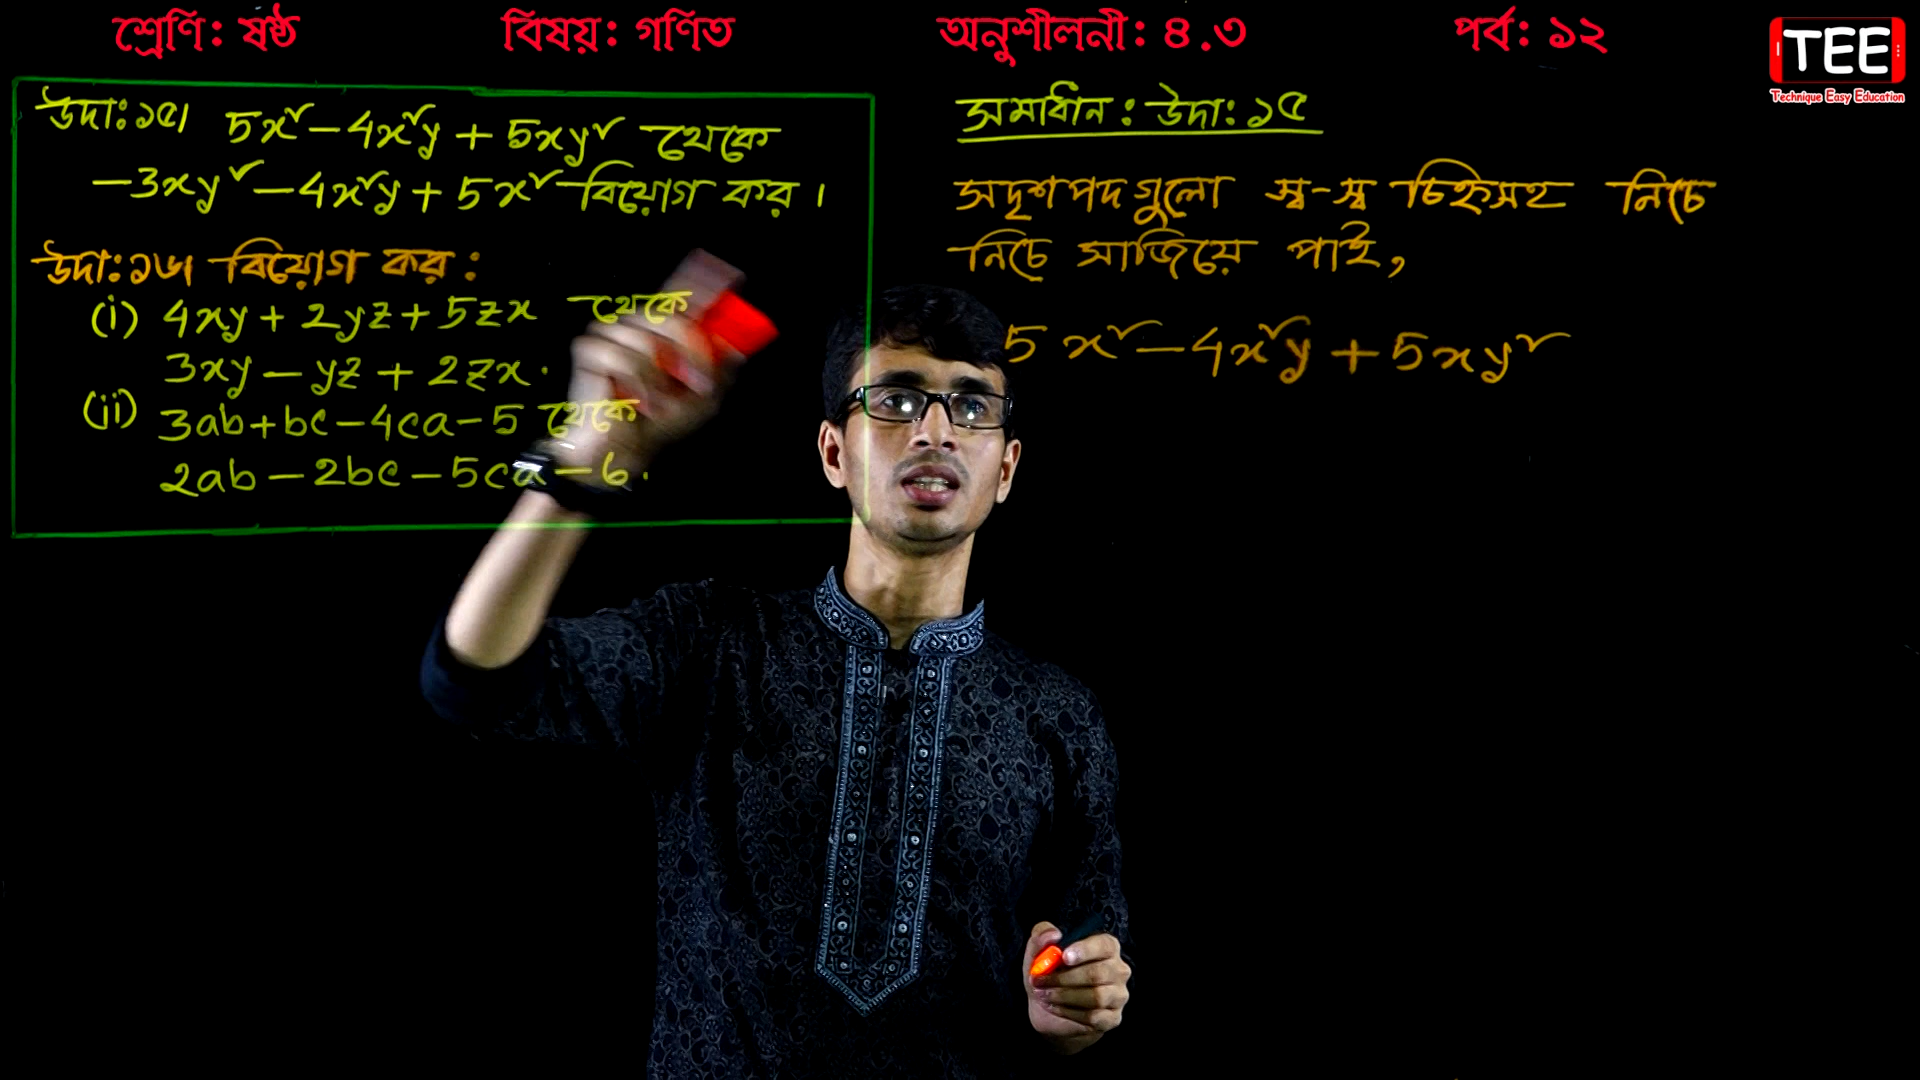 শ্রেণি: ষষ্ঠ বিষয়: গণিত অনুশীলনী: ৪.৩ পর্ব: ১২
TEE
Technique Easy Education
উদা: ১৫। 5x² - 4x²y + 5xy² থেকে
-3xy² - 4x²y + 5x² বিয়োগ কর।
উদা: ১৬। বিয়োগ কর:
(i) 4xy + 2yz + 5zx থেকে
3xy - yz + 2zx.
(ii) 3ab + bc - 4ca - 5 থেকে
2ab - 2bc - 5ca - 6.
সমাধান: উদা: ১৫
সদৃশপদগুলো স্ব-স্ব চিহ্নসহ নিচে
নিচে সাজিয়ে পাই,
5x² - 4x²y + 5xy²